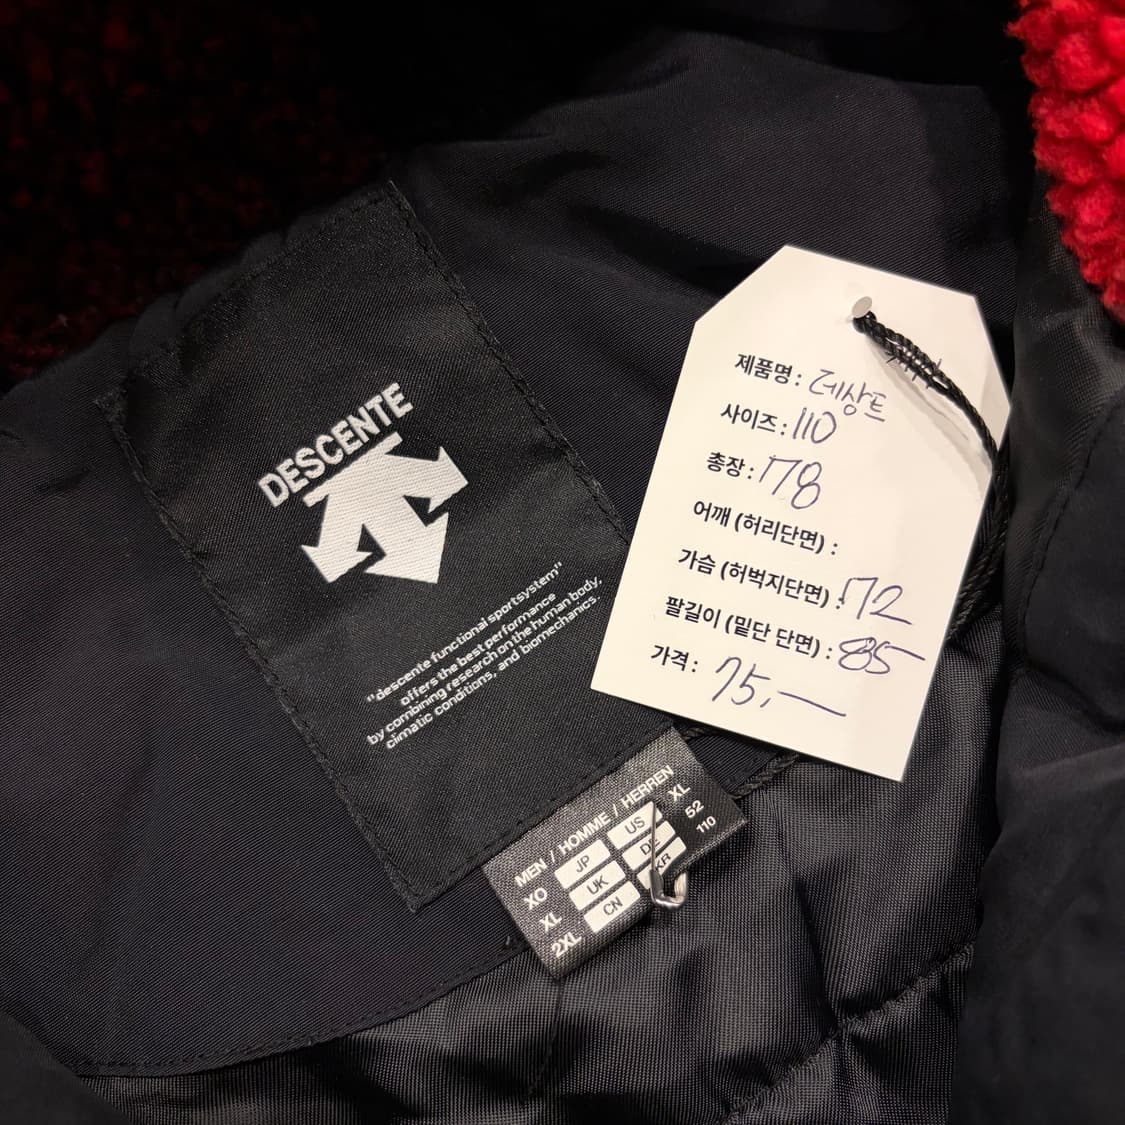 DESCENTE
"descente functional sportsystem"
offers the best performance
by combining research on the human body,
climatic conditions, and biomechanics.
MEN / HOMME / HERREN
XO JP US XL
XL UK DE 52
2XL CN KR 110
제품명 : 데상트
사이즈 : 110
총장 : 78
어깨 (허리단면) :
가슴 (허벅지단면) : 72
팔길이 (밑단 단면) : 85
가격 : 75,—